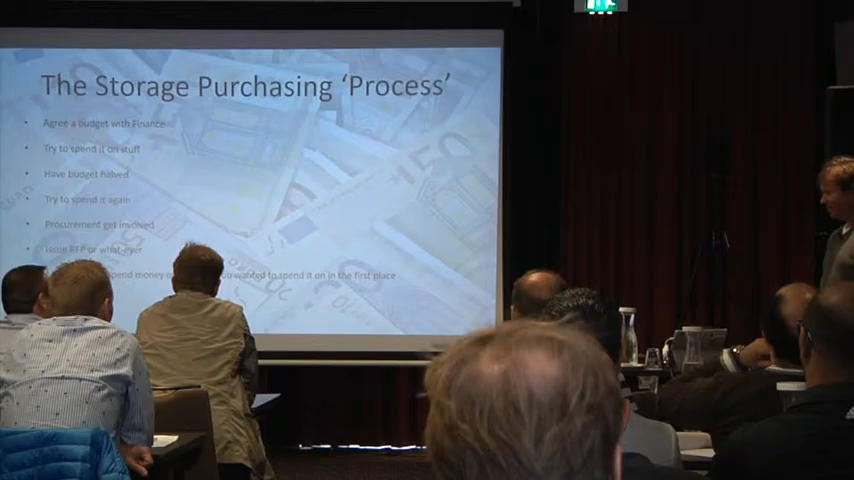 The Storage Purchasing ‘Process’
• Agree a budget with Finance
• Try to spend it on stuff
• Have budget halved
• Try to spend it again
• Procurement get involved
• Issue RFP or what-ever
spend money o you wanted to spend it on in the first place
50